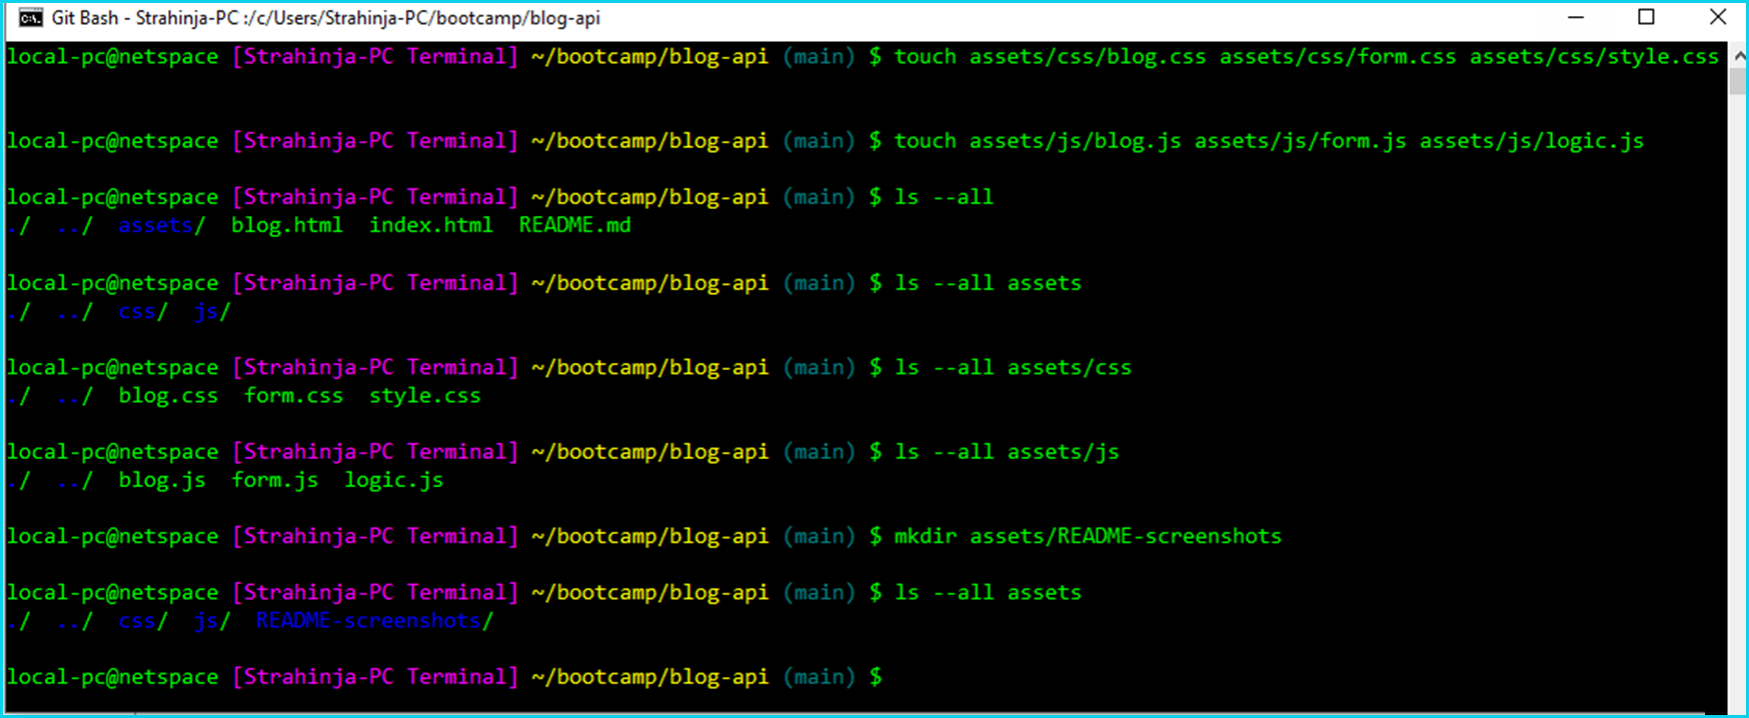 Git Bash - Strahinja-PC :/c/Users/Strahinja-PC/bootcamp/blog-api
local-pc@netspace [Strahinja-PC Terminal] ~/bootcamp/blog-api (main) $ touch assets/css/blog.css assets/css/form.css assets/css/style.css
local-pc@netspace [Strahinja-PC Terminal] ~/bootcamp/blog-api (main) $ touch assets/js/blog.js assets/js/form.js assets/js/logic.js
local-pc@netspace [Strahinja-PC Terminal] ~/bootcamp/blog-api (main) $ ls --all
./ ../ assets/ blog.html index.html README.md
local-pc@netspace [Strahinja-PC Terminal] ~/bootcamp/blog-api (main) $ ls --all assets
./ ../ css/ js/
local-pc@netspace [Strahinja-PC Terminal] ~/bootcamp/blog-api (main) $ ls --all assets/css
./ ../ blog.css form.css style.css
local-pc@netspace [Strahinja-PC Terminal] ~/bootcamp/blog-api (main) $ ls --all assets/js
./ ../ blog.js form.js logic.js
local-pc@netspace [Strahinja-PC Terminal] ~/bootcamp/blog-api (main) $ mkdir assets/README-screenshots
local-pc@netspace [Strahinja-PC Terminal] ~/bootcamp/blog-api (main) $ ls --all assets
./ ../ css/ js/ README-screenshots/
local-pc@netspace [Strahinja-PC Terminal] ~/bootcamp/blog-api (main) $